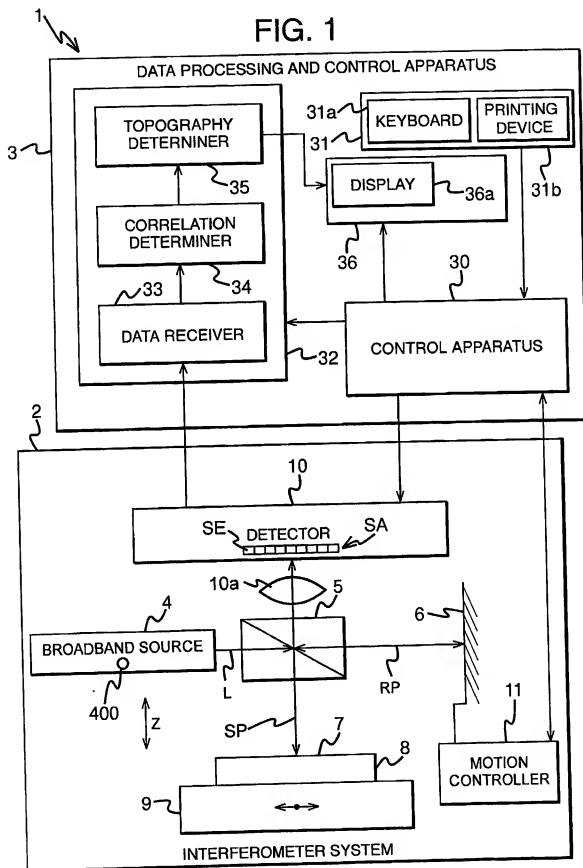 FIG. 1
1
DATA PROCESSING AND CONTROL APPARATUS
3
TOPOGRAPHY
DETERNINER
35
CORRELATION
DETERMINER
33
34
DATA RECEIVER
32
31a
31
KEYBOARD
PRINTING
DEVICE
31b
DISPLAY
36a
36
30
CONTROL APPARATUS
2
10
DETECTOR
SE
SA
10a
5
4
BROADBAND SOURCE
400
L
6
RP
Z
SP
7
8
9
11
MOTION
CONTROLLER
INTERFEROMETER SYSTEM